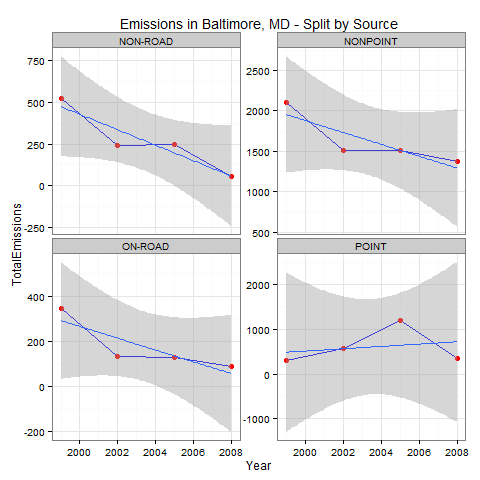 Emissions in Baltimore, MD - Split by Source
NON-ROAD
NONPOINT
750
500
250
0
-250
2500
2000
1500
1000
500
ON-ROAD
POINT
400
200
0
-200
2000
1000
0
-1000
2000 2002 2004 2006 2008
2000 2002 2004 2006 2008
Year
TotalEmissions